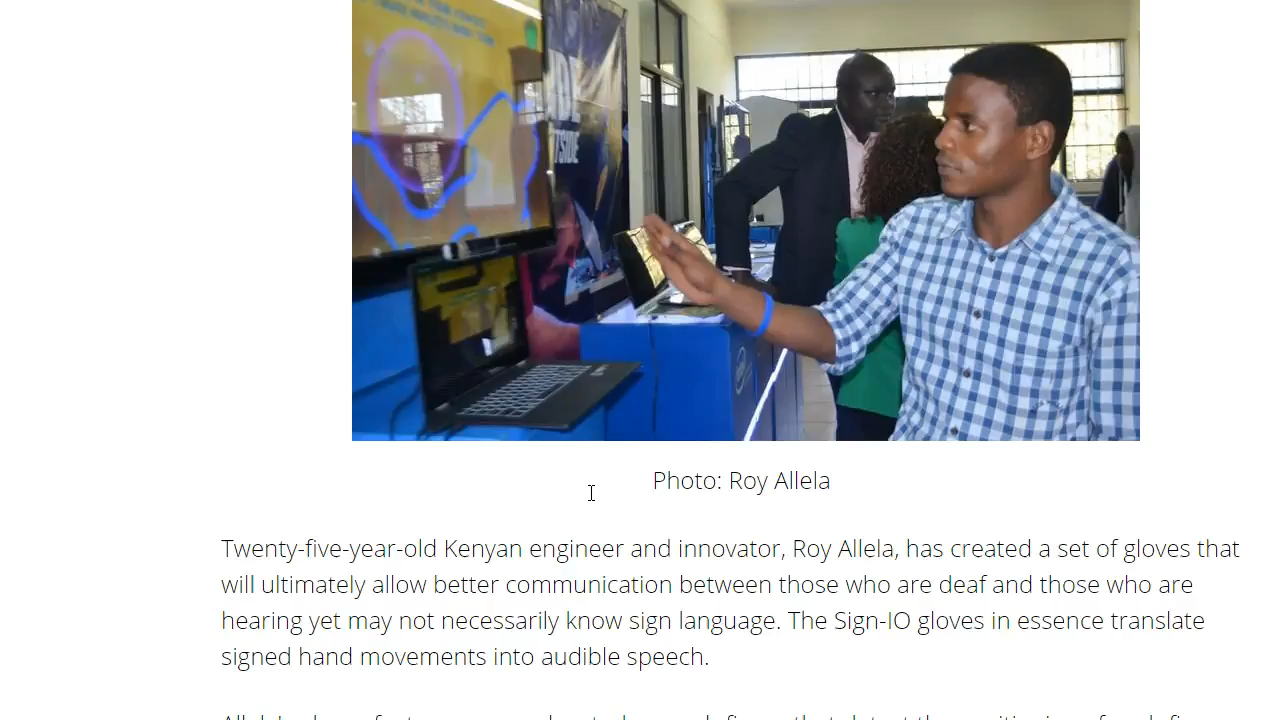 Photo: Roy Allela
Twenty-five-year-old Kenyan engineer and innovator, Roy Allela, has created a set of gloves that
will ultimately allow better communication between those who are deaf and those who are
hearing yet may not necessarily know sign language. The Sign-IO gloves in essence translate
signed hand movements into audible speech.